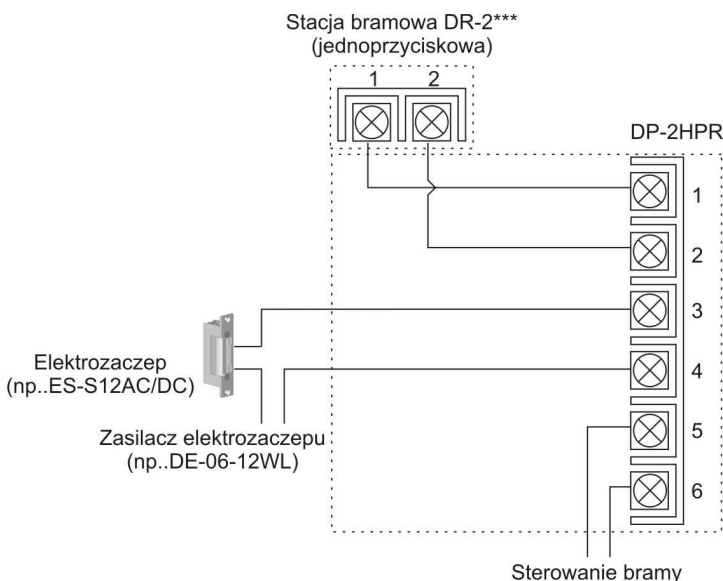 Stacja bramowa DR-2***
(jednoprzyciskowa)
1 2
DP-2HPR
1
2
3
4
5
6
Elektrozaczep
(np..ES-S12AC/DC)
Zasilacz elektrozaczepu
(np..DE-06-12WL)
Sterowanie bramy